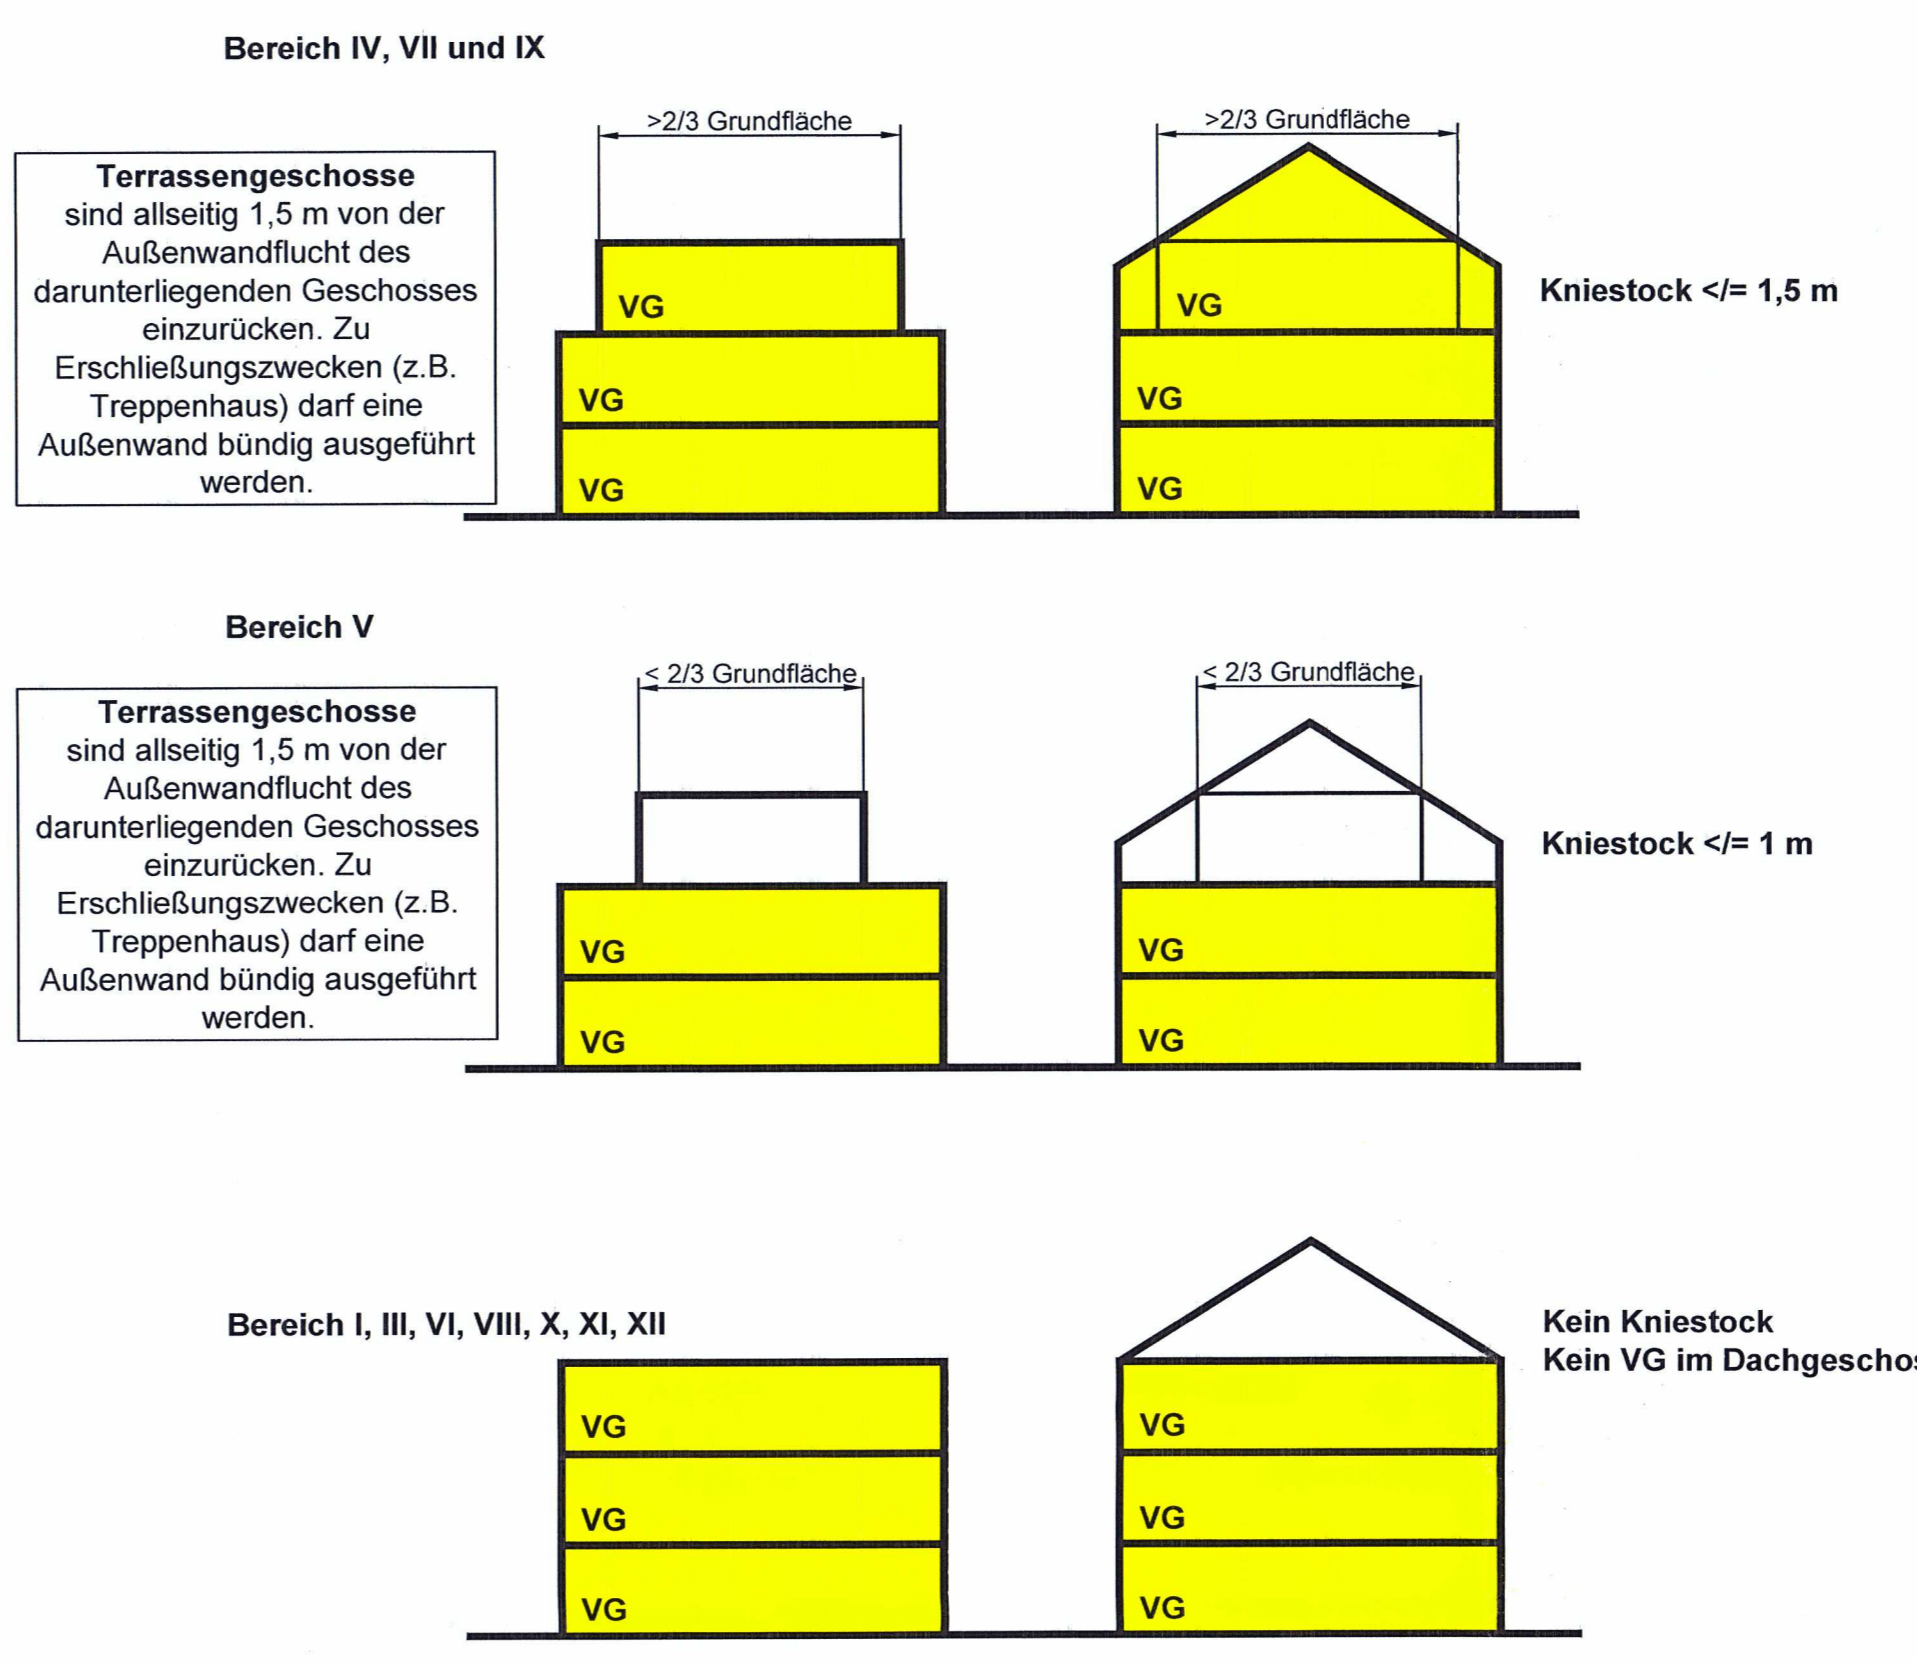 Bereich IV, VII und IX
>2/3 Grundfläche
>2/3 Grundfläche
Terrassengeschosse
sind allseitig 1,5 m von der
Außenwandflucht des
darunterliegenden Geschosses
einzurücken. Zu
Erschließungszwecken (z.B.
Treppenhaus) darf eine
Außenwand bündig ausgeführt
werden.
VG
VG
VG
VG
VG
VG
Kniestock </= 1,5 m
Bereich V
< 2/3 Grundfläche
< 2/3 Grundfläche
Terrassengeschosse
sind allseitig 1,5 m von der
Außenwandflucht des
darunterliegenden Geschosses
einzurücken. Zu
Erschließungszwecken (z.B.
Treppenhaus) darf eine
Außenwand bündig ausgeführt
werden.
VG
VG
VG
VG
Kniestock </= 1 m
Bereich I, III, VI, VIII, X, XI, XII
VG
VG
VG
VG
VG
VG
Kein Kniestock
Kein VG im Dachgeschos